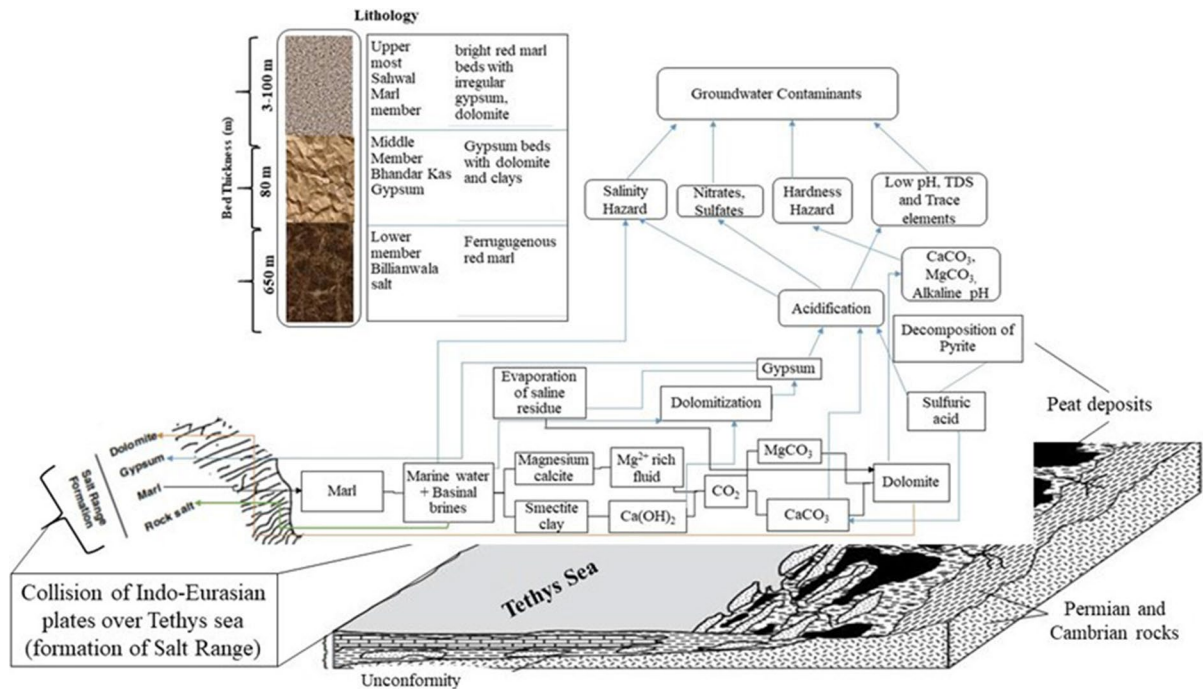 Lithology
Bed Thickness (m)
3-100 m
80 m
650 m
Upper
most
Sahwal
Marl
member
bright red marl
beds with
irregular
gypsum,
dolomite
Middle
Member
Bhandar Kas
Gypsum
Gypsum beds
with dolomite
and clays
Lower
member
Billianwala
salt
Ferrugugenous
red marl
Groundwater Contaminants
Salinity
Hazard
Nitrates,
Sulfates
Hardness
Hazard
Low pH, TDS
and Trace
elements
CaCO₃,
MgCO₃,
Alkaline pH
Acidification
Decomposition of
Pyrite
Gypsum
Evaporation
of saline
residue
Dolomitization
Sulfuric
acid
Peat deposits
Dolomite
Gypsum
Marl
Rock salt
Salt Range
Formation
Marl
Marine water
+ Basinal
brines
Magnesium
calcite
Mg²⁺ rich
fluid
MgCO₃
Smectite
clay
Ca(OH)₂
CO₂
CaCO₃
Dolomite
Collision of Indo-Eurasian
plates over Tethys sea
(formation of Salt Range)
Tethys Sea
Permian and
Cambrian rocks
Unconformity